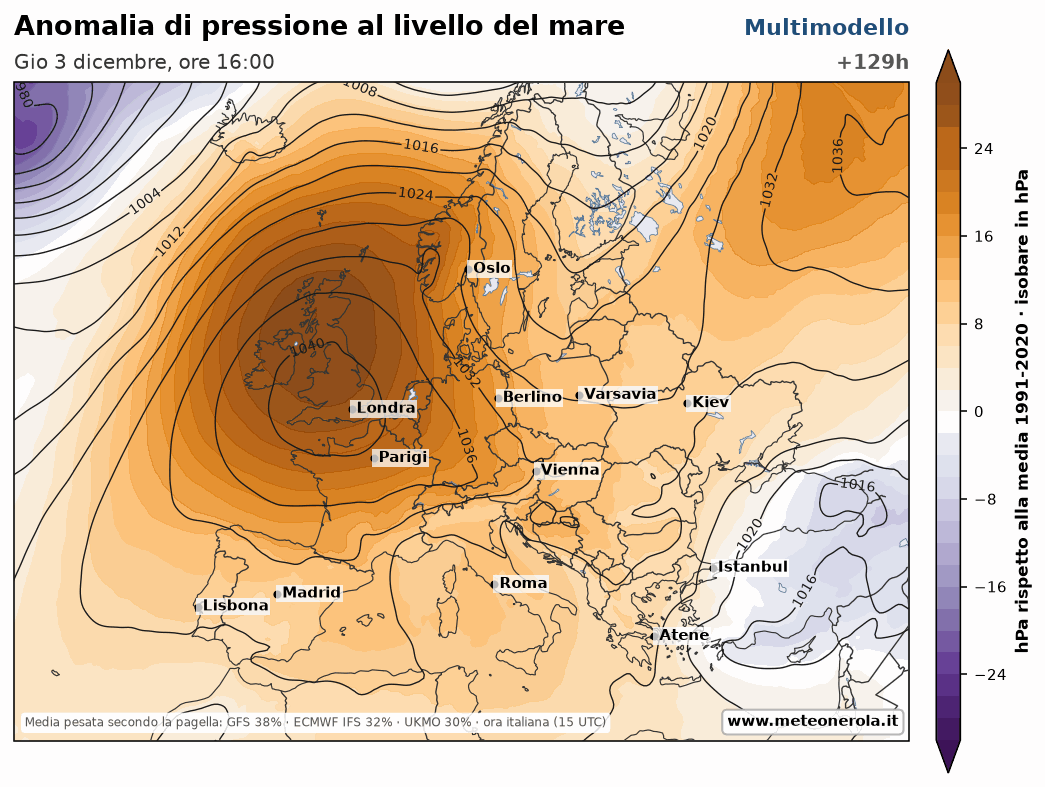 Anomalia di pressione al livello del mare
Multimodello
Gio 3 dicembre, ore 16:00
+129h
980
1008
1016
1020
1036
1024
1032
1004
1012
Oslo
1040
1032
Berlino
Varsavia
Kiev
Londra
1036
Parigi
Vienna
1016
1020
Istanbul
Roma
Madrid
1016
Lisbona
Atene
Media pesata secondo la pagella: GFS 38% · ECMWF IFS 32% · UKMO 30% · ora italiana (15 UTC)
www.meteonerola.it
24
16
8
0
−8
−16
−24
hPa rispetto alla media 1991-2020 · isobare in hPa